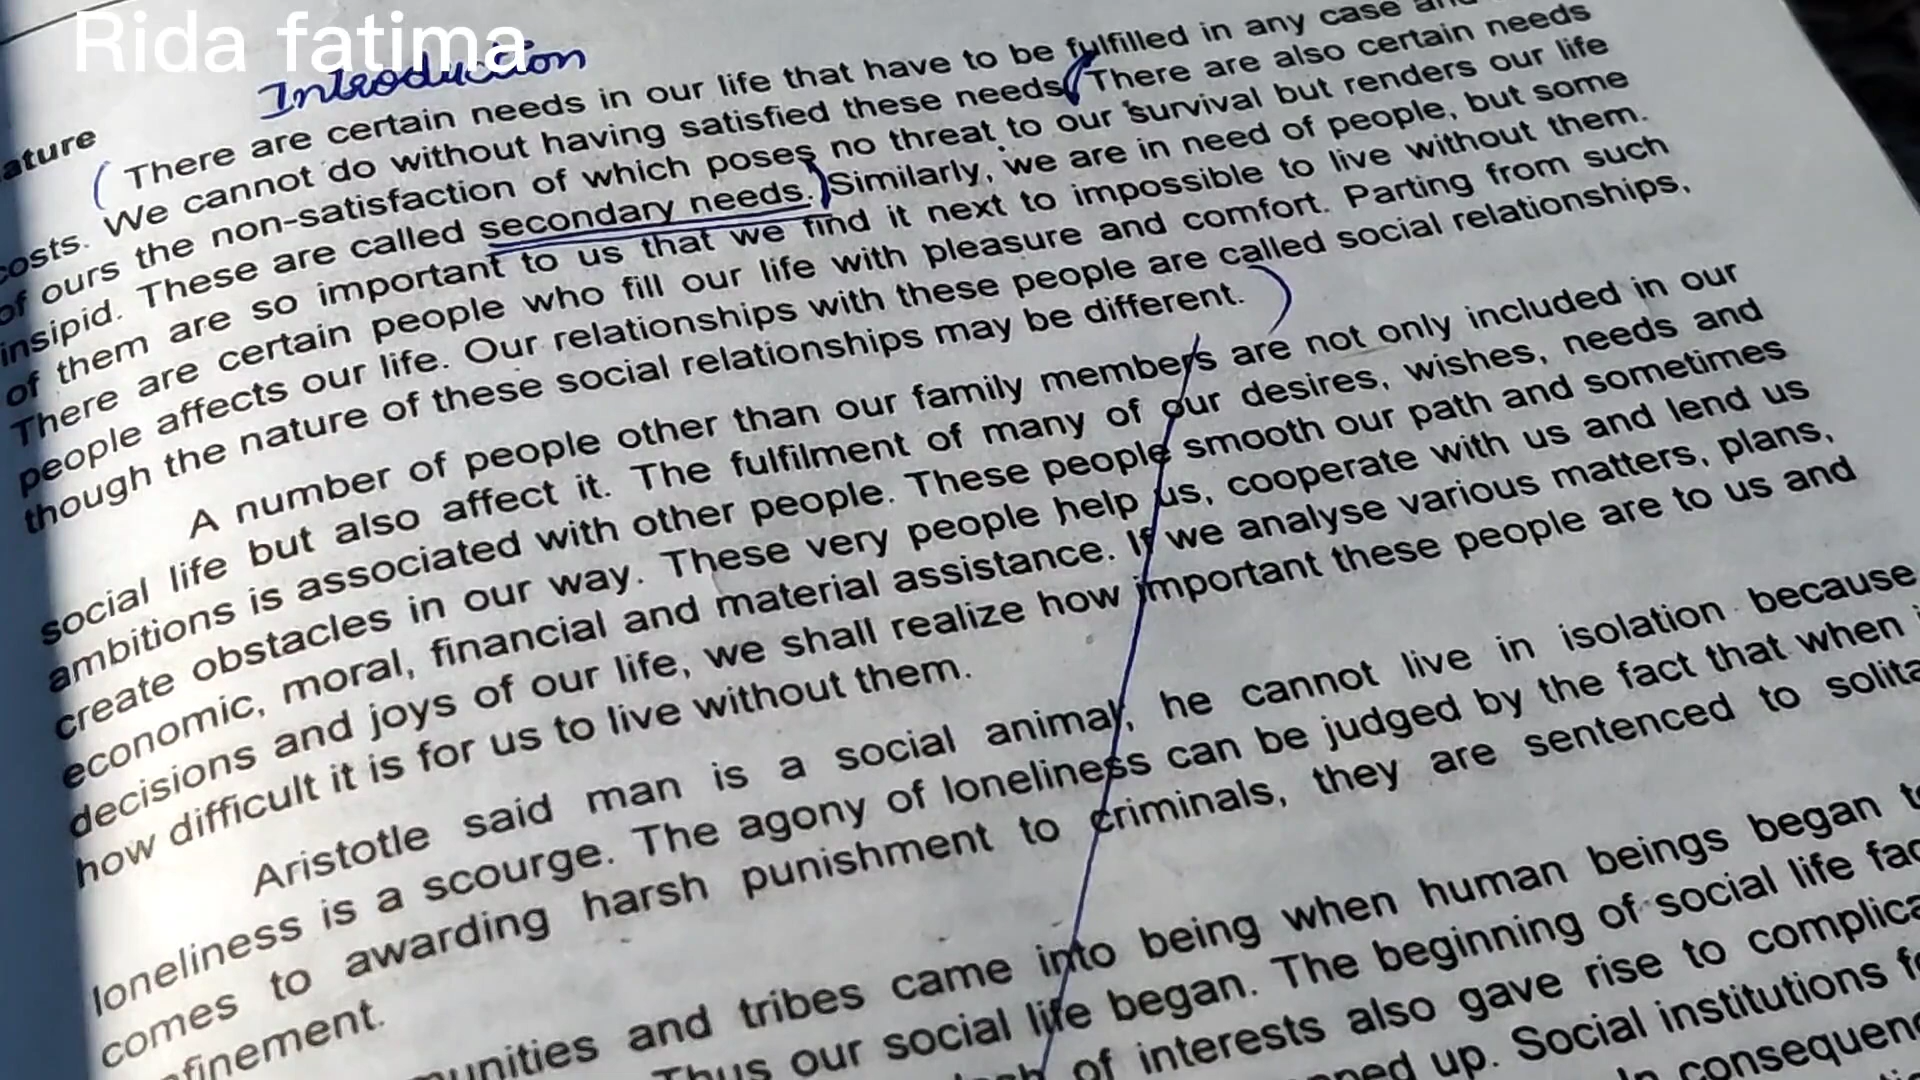 Rida fatima
Introduction
ature
There are certain needs in our life that have to be fulfilled in any case
costs. We cannot do without having satisfied these needs. There are also certain needs
of ours the non-satisfaction of which poses no threat to our survival but renders our life
insipid. These are called secondary needs. Similarly, we are in need of people, but some
of them are so important to us that we find it next to impossible to live without them.
There are certain people who fill our life with pleasure and comfort. Parting from such
people affects our life. Our relationships with these people are called social relationships,
though the nature of these social relationships may be different.
A number of people other than our family members are not only included in our
social life but also affect it. The fulfilment of many of our desires, wishes, needs and
ambitions is associated with other people. These people smooth our path and sometimes
create obstacles in our way. These very people help us, cooperate with us and lend us
economic, moral, financial and material assistance. If we analyse various matters, plans,
decisions and joys of our life, we shall realize how important these people are to us and
how difficult it is for us to live without them.
Aristotle said man is a social animal, he cannot live in isolation because
loneliness is a scourge. The agony of loneliness can be judged by the fact that when
comes to awarding harsh punishment to criminals, they are sentenced to solita
finement.
munities and tribes came into being when human beings began t
Thus our social life began. The beginning of social life fac
of interests also gave rise to complica
ned up. Social institutions f
In consequenc